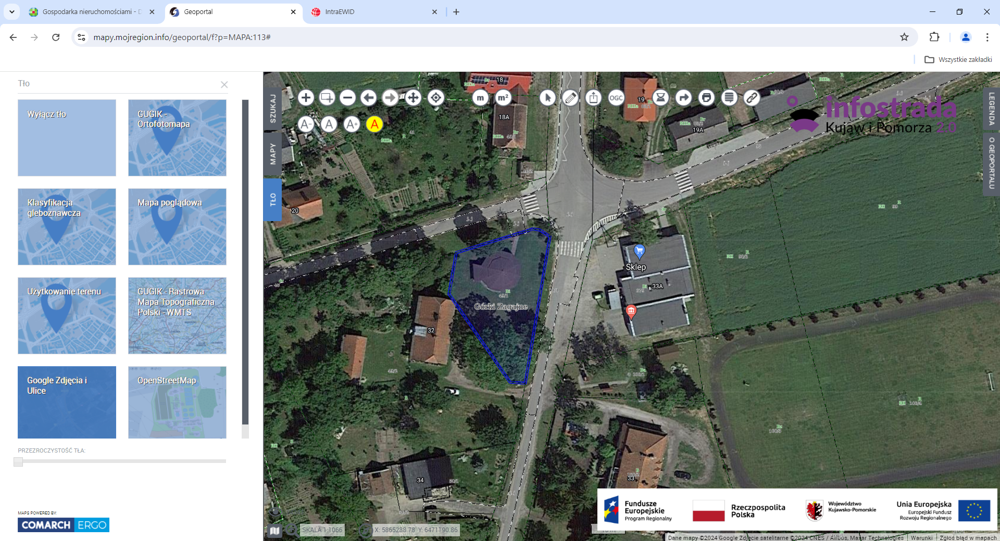 Gospodarka nieruchomościami - D
Geoportal
IntraEWID
mapy.mojregion.info/geoportal/f?p=MAPA:113#
Wszystkie zakładki
Tło
Wyłącz tło
GUGIK -
Ortofotomapa
Klasyfikacja
gleboznawcza
Mapa poglądowa
Użytkowanie terenu
GUGIK - Rastrowa
Mapa Topograficzna
Polski - WMTS
Google Zdjęcia i
Ulice
OpenStreetMap
PRZEZROCZYSTOŚĆ TŁA:
MAPS POWERED BY:
COMARCH ERGO
SZUKAJ
MAPY
TŁO
m
m²
OGC
A-
A
A+
A
infostrada
Kujaw i Pomorza 2.0
LEGENDA
O GEOPORTALU
18
18A
19
19A
20
Sklep
33A
Górki Zagajne
32
34
33
SKALA 1:1066
X: 5865288.78 Y: 6471190.86
Fundusze
Europejskie
Program Regionalny
Rzeczpospolita
Polska
Województwo
Kujawsko-Pomorskie
Unia Europejska
Europejski Fundusz
Rozwoju Regionalnego
Dane mapy ©2024 Google Zdjęcie satelitarne ©2024 CNES / Airbus, Maxar Technologies
Warunki
Zgłoś błąd w mapach